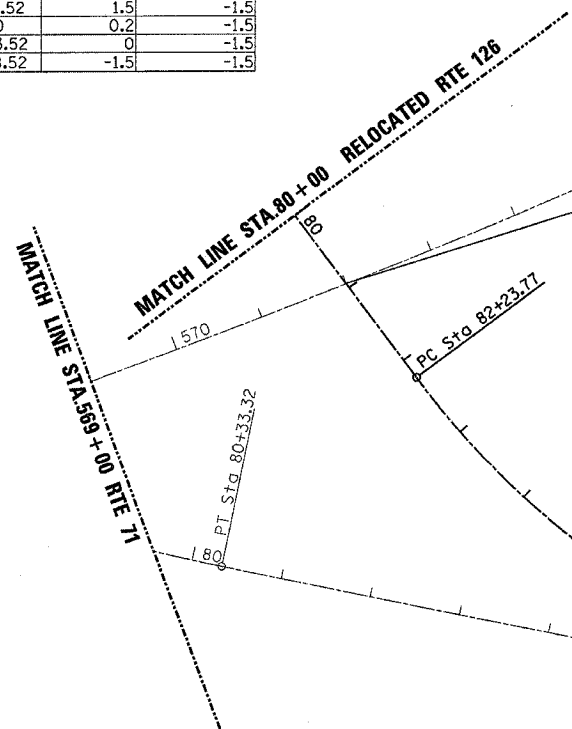 .52 1.5 -1.5
0 0.2 -1.5
.52 0 -1.5
.52 -1.5 -1.5
MATCH LINE STA.80+00 RELOCATED RTE 126
80
570
PC Sta 82+23.77
MATCH LINE STA.569+00 RTE 71
PT Sta 80+33.32
80